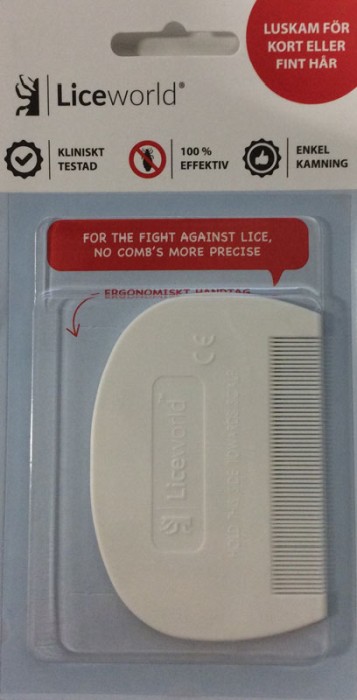 LUSKAM FÖR
KORT ELLER
FINT HÅR
Liceworld®
KLINISKT
TESTAD
100 %
EFFEKTIV
ENKEL
KAMNING
FOR THE FIGHT AGAINST LICE,
NO COMB'S MORE PRECISE
ERGONOMISKT HANDTAG
CE
Liceworld™